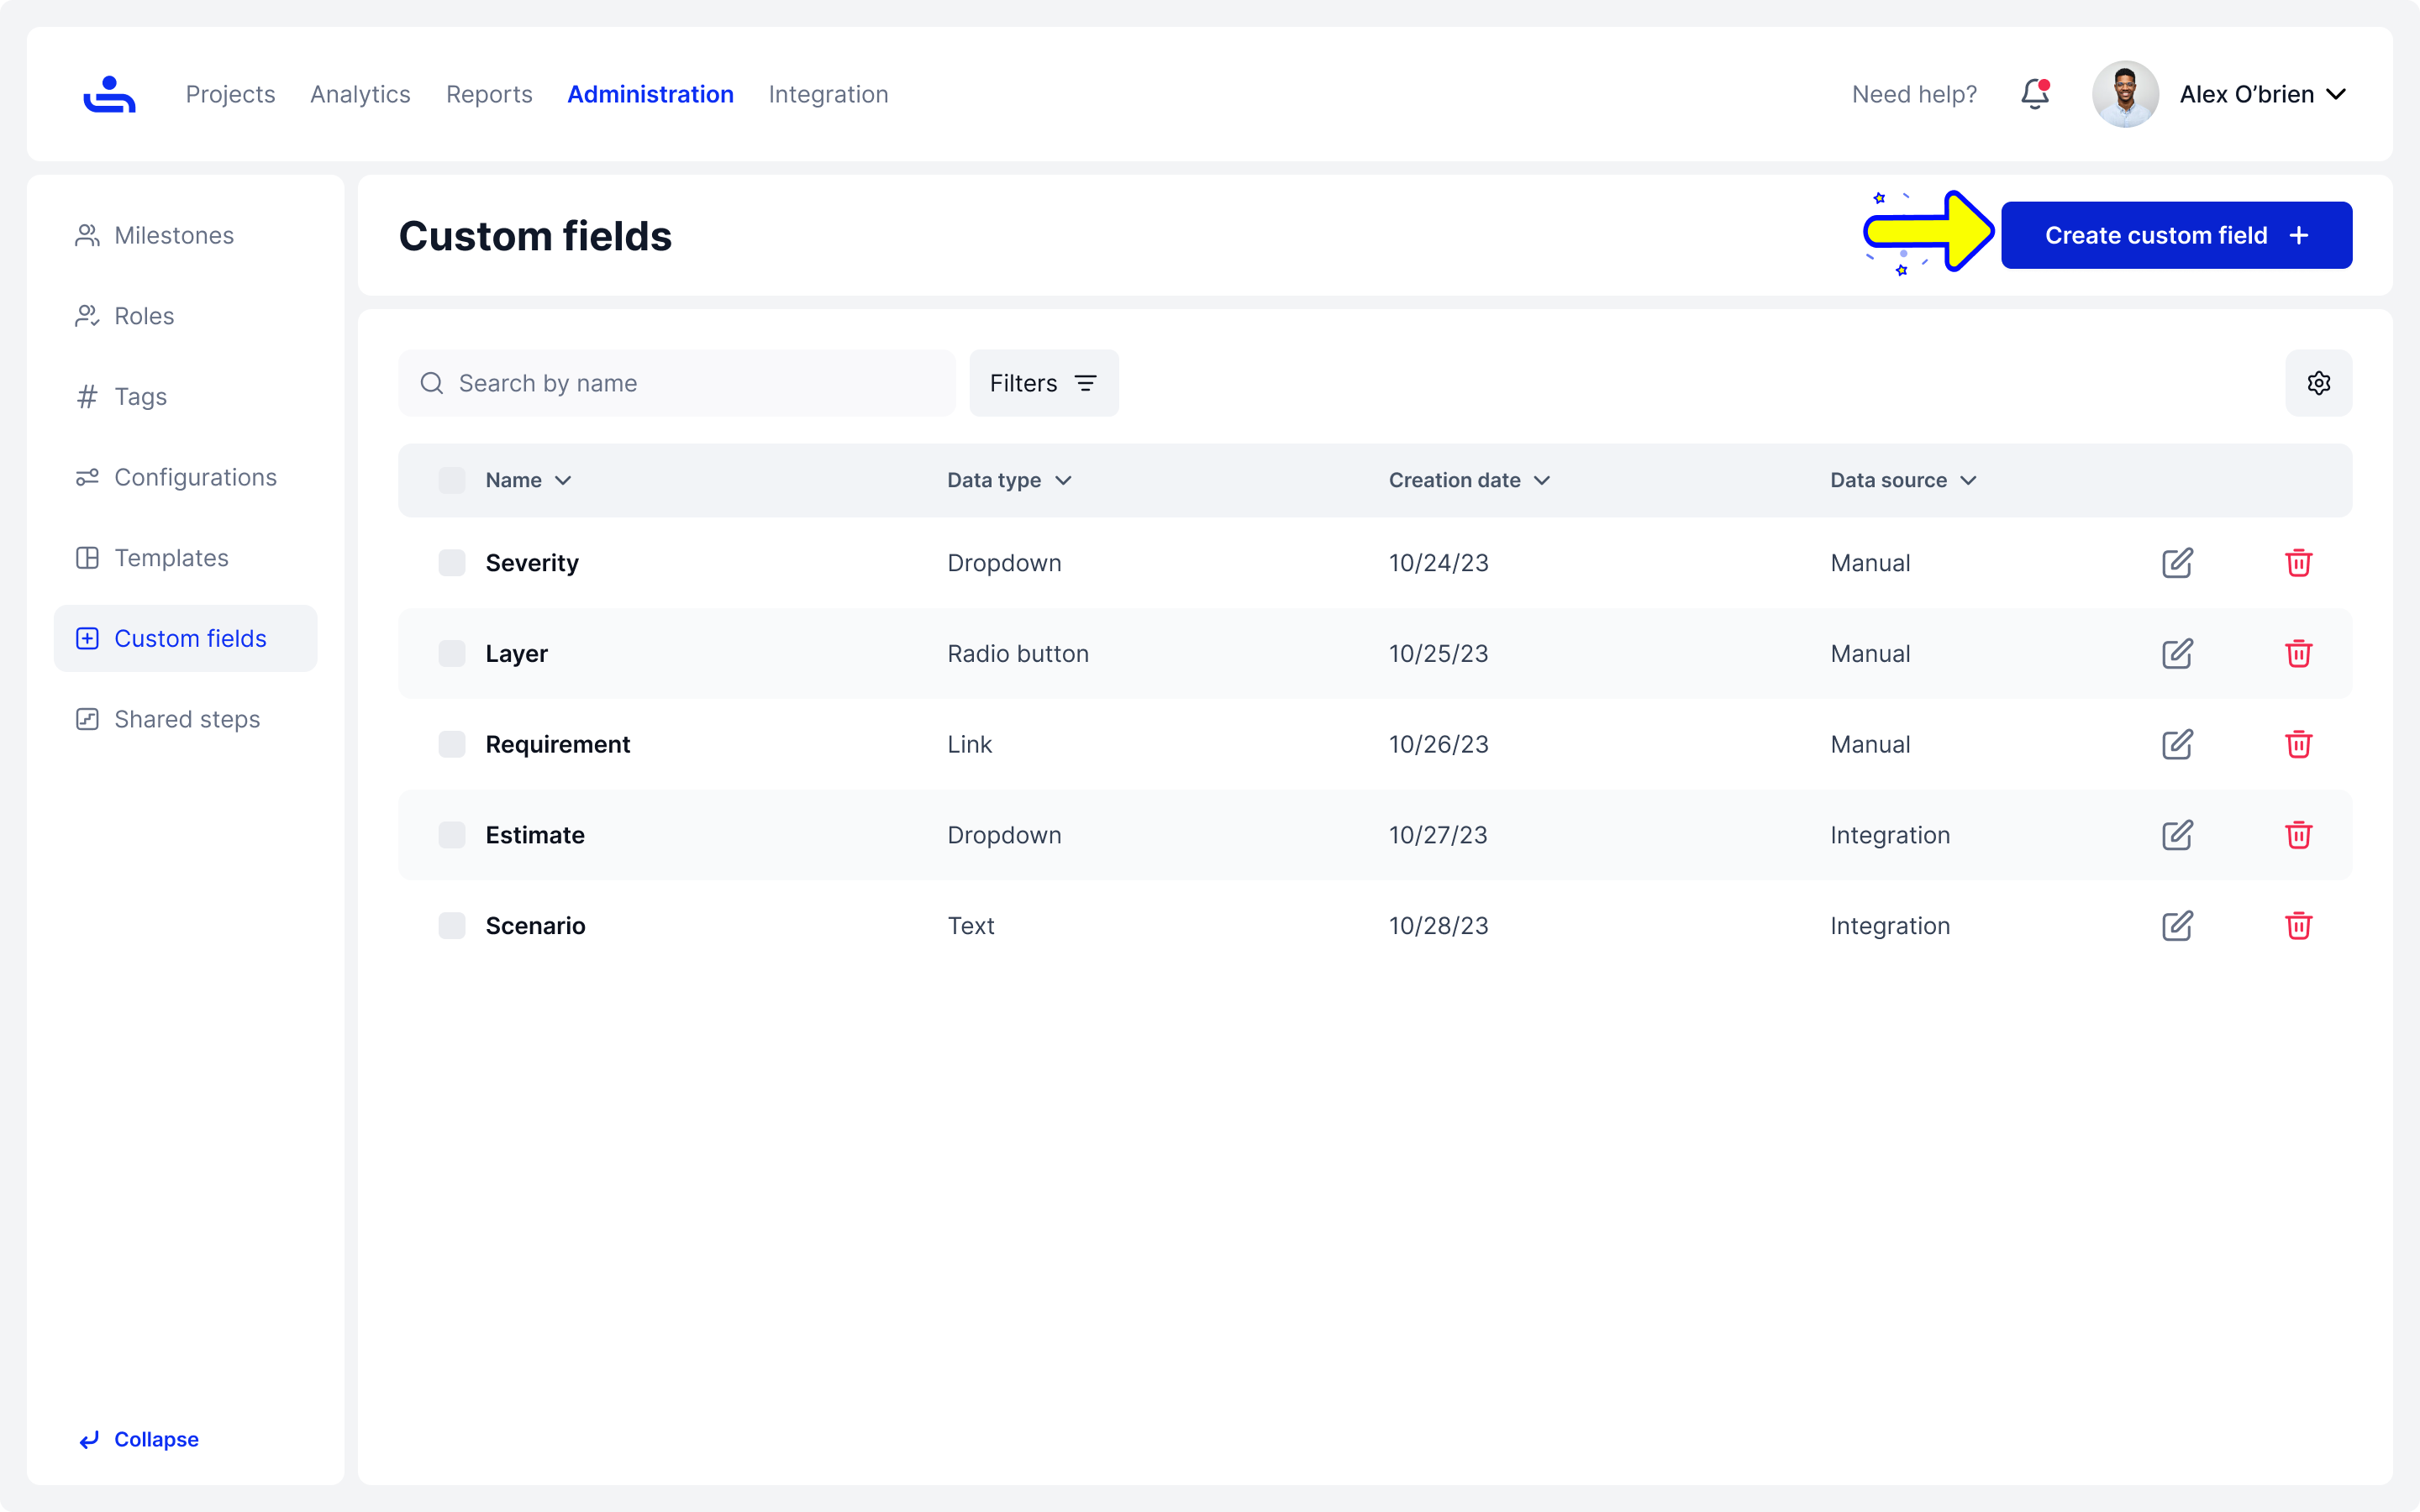 Projects Analytics Reports Administration Integration Need help? Alex O’brien
Milestones
Roles
Tags
Configurations
Templates
Custom fields
Shared steps
Collapse
Custom fields
Create custom field +
Search by name Filters
Name Data type Creation date Data source
Severity Dropdown 10/24/23 Manual
Layer Radio button 10/25/23 Manual
Requirement Link 10/26/23 Manual
Estimate Dropdown 10/27/23 Integration
Scenario Text 10/28/23 Integration